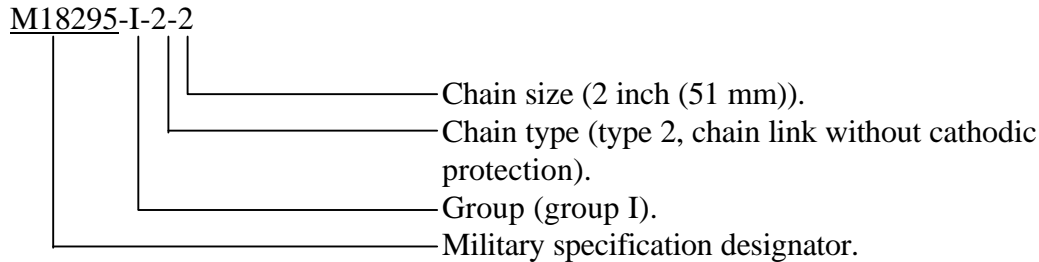 M18295-I-2-2
Chain size (2 inch (51 mm)).
Chain type (type 2, chain link without cathodic
protection).
Group (group I).
Military specification designator.